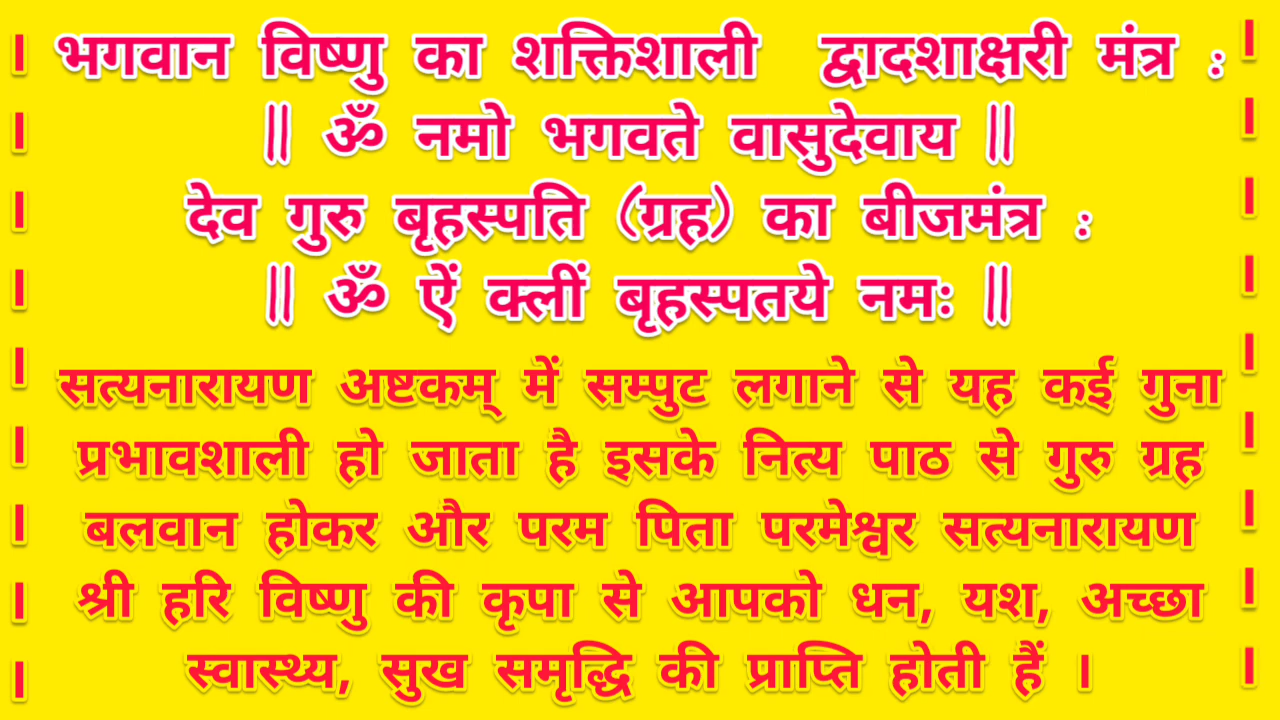 भगवान विष्णु का शक्तिशाली द्वादशाक्षरी मंत्र :
|| ॐ नमो भगवते वासुदेवाय ||
देव गुरु बृहस्पति (ग्रह) का बीजमंत्र :
|| ॐ ऐं क्लीं बृहस्पतये नमः ||
सत्यनारायण अष्टकम् में सम्पुट लगाने से यह कई गुना
प्रभावशाली हो जाता है इसके नित्य पाठ से गुरु ग्रह
बलवान होकर और परम पिता परमेश्वर सत्यनारायण
श्री हरि विष्णु की कृपा से आपको धन, यश, अच्छा
स्वास्थ्य, सुख समृद्धि की प्राप्ति होती हैं ।